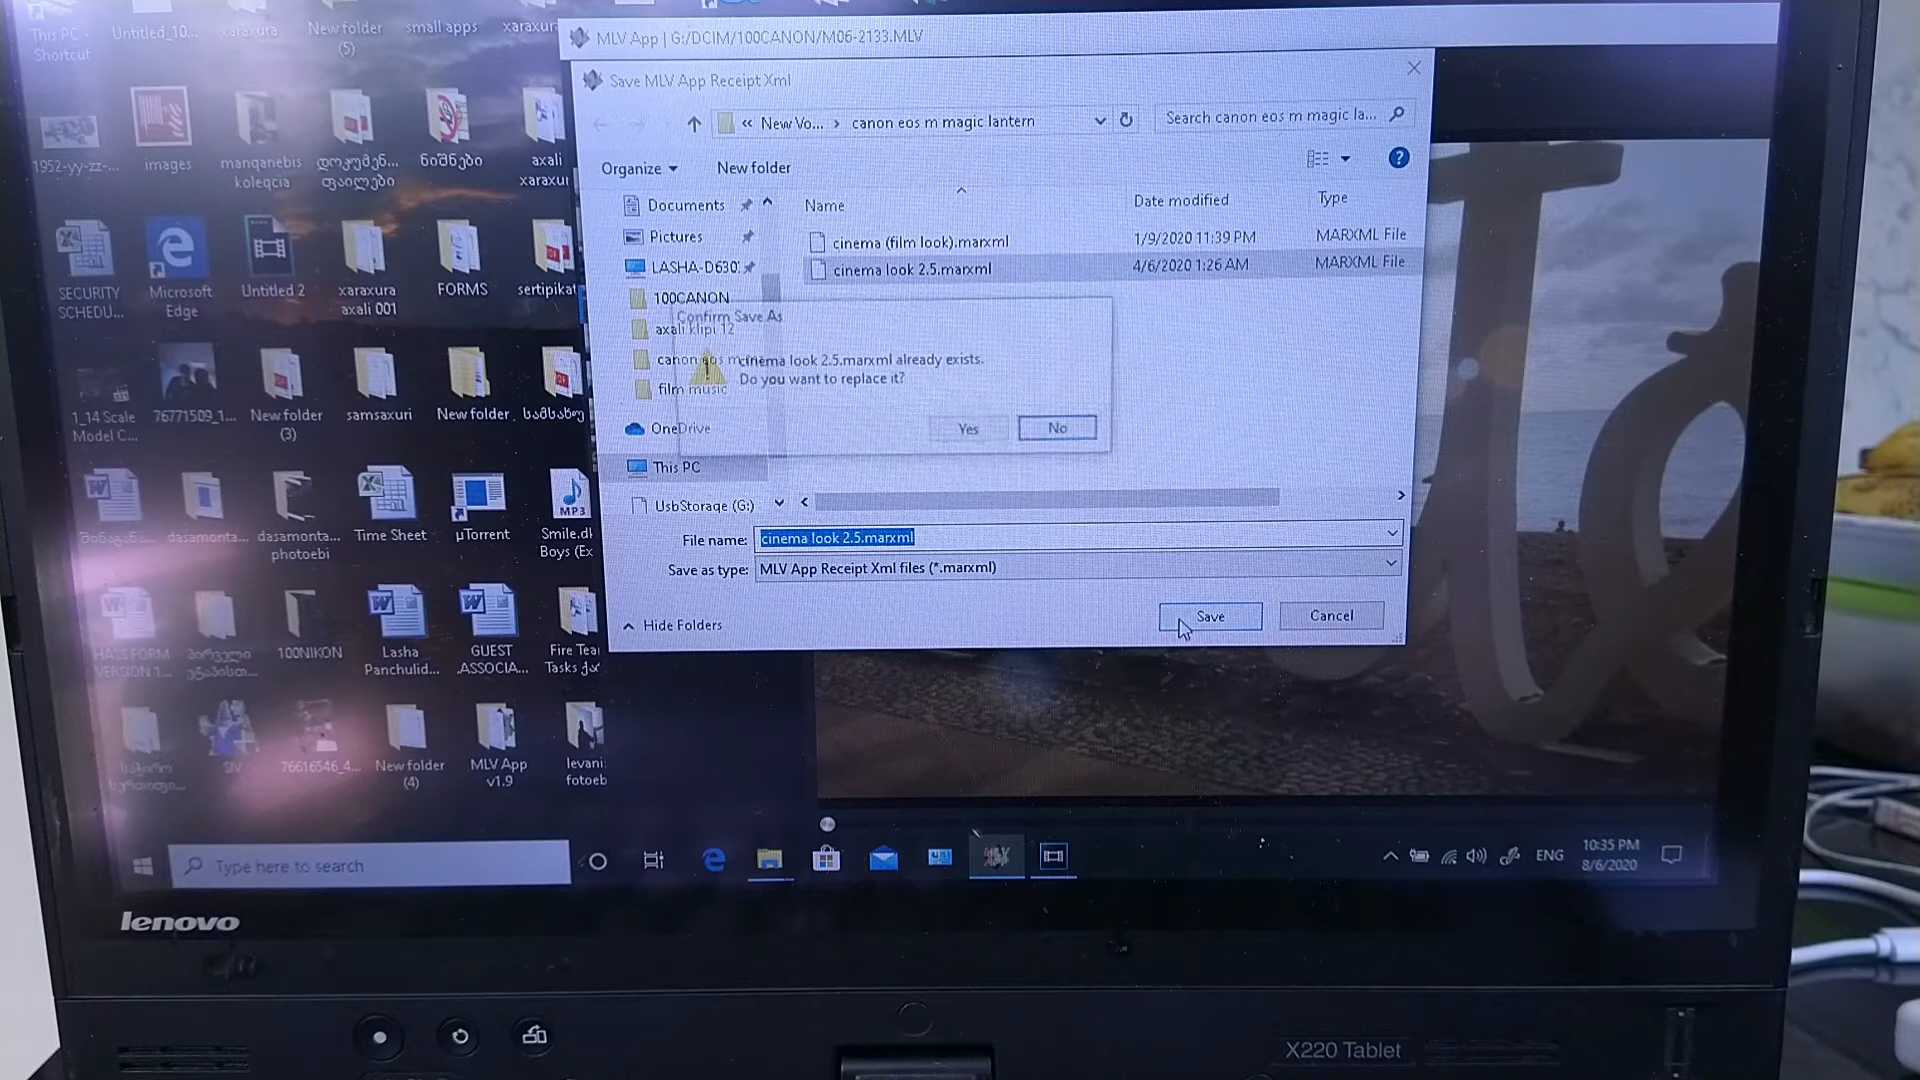 This PC -
Shortcut
Untitled_10...
xaraxura
New folder
(5)
small apps
xaraxura
1952-yy-zz-...
images
manqanebis
koleqcia
დოკუმენ...
ფაილები
ნიშნები
axali
xaraxur
SECURITY
SCHEDU...
Microsoft
Edge
Untitled 2
xaraxura
axali 001
FORMS
sertipikat
1_14 Scale
Model C...
76771509_1...
New folder
(3)
samsaxuri
New folder
dasamonta...
dasamonta...
photoebi
Time Sheet
µTorrent
MP3
Smile.dl
Boys (Ex
HASS FORM
VERSION 1...
100NIKON
Lasha
Panchulid...
GUEST
ASSOCIA...
Fire Tea
Tasks
SIV
76616546_4...
New folder
(4)
MLV App
v1.9
levani
fotoeb
MLV App | G:/DCIM/100CANON/M06-2133.MLV
Save MLV App Receipt Xml
« New Vo... › canon eos m magic lantern
Search canon eos m magic la...
Organize
New folder
Documents
Pictures
LASHA-D630
100CANON
axali klipi 12
canon eos m
film music
OneDrive
This PC
UsbStorage (G:)
Name
Date modified
Type
cinema (film look).marxml
1/9/2020 11:39 PM
MARXML File
cinema look 2.5.marxml
4/6/2020 1:26 AM
MARXML File
Confirm Save As
cinema look 2.5.marxml already exists.
Do you want to replace it?
Yes
No
File name: cinema look 2.5.marxml
Save as type: MLV App Receipt Xml files (*.marxml)
Hide Folders
Save
Cancel
Type here to search
ENG
10:35 PM
8/6/2020
lenovo
X220 Tablet